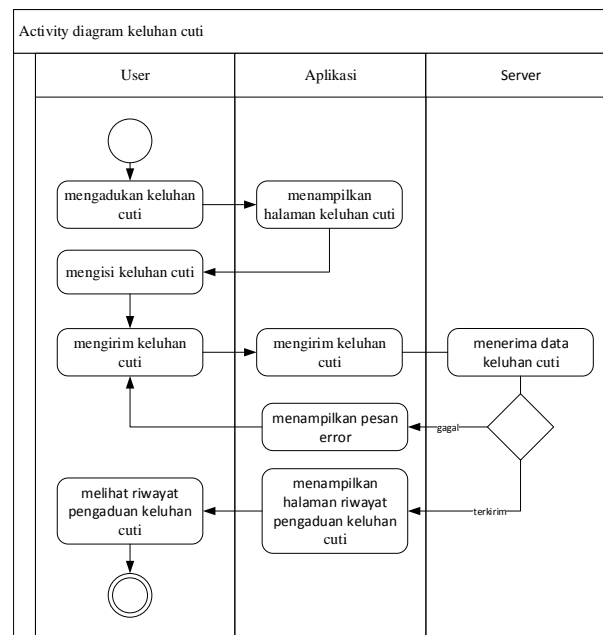 Activity diagram keluhan cuti
User
Aplikasi
Server
mengadukan keluhan
cuti
menampilkan
halaman keluhan cuti
mengisi keluhan cuti
mengirim keluhan
cuti
mengirim keluhan
cuti
menerima data
keluhan cuti
menampilkan pesan
error
gagal
melihat riwayat
pengaduan keluhan
cuti
menampilkan
halaman riwayat
pengaduan keluhan
cuti
terkirim